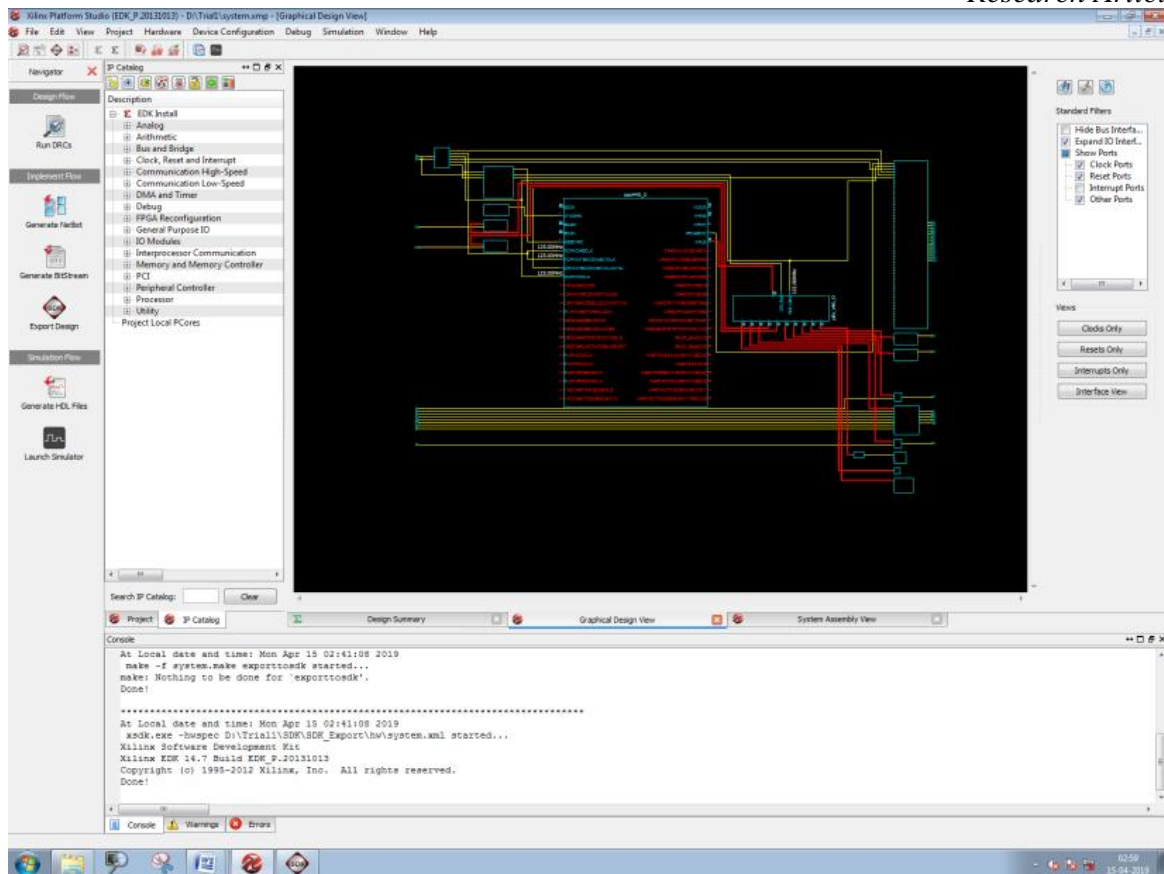 Research Article
Xilinx Platform Studio (EDK_P.20131013) - D:\Trial1\system.xmp - [Graphical Design View]
File Edit View Project Hardware Device Configuration Debug Simulation Window Help
Navigator
Design Flow
Run DRCs
Implement Flow
Generate Netlist
Generate BitStream
Export Design
Simulation Flow
Generate HDL Files
Launch Simulator
IP Catalog
Description
EDK Install
Analog
Arithmetic
Bus and Bridge
Clock, Reset and Interrupt
Communication High-Speed
Communication Low-Speed
DMA and Timer
Debug
FPGA Reconfiguration
General Purpose IO
IO Modules
Interprocessor Communication
Memory and Memory Controller
PCI
Peripheral Controller
Processor
Utility
Project Local PCores
Search IP Catalog: Clear
Project IP Catalog
Design Summary Graphical Design View System Assembly View
Standard Filters
Hide Bus Interfa...
Expand IO Interf...
Show Ports
Clock Ports
Reset Ports
Interrupt Ports
Other Ports
Views
Clocks Only
Resets Only
Interrupts Only
Interface View
Console
At Local date and time: Mon Apr 15 02:41:08 2019
make -f system.make exporttosdk started...
make: Nothing to be done for `exporttosdk'.
Done!
At Local date and time: Mon Apr 15 02:41:08 2019
xsdk.exe -hwspec D:\Trial1\SDK\SDK_Export\hw\system.xml started...
Xilinx Software Development Kit
Xilinx EDK 14.7 Build EDK_P.20131013
Copyright (c) 1995-2012 Xilinx, Inc. All rights reserved.
Done!
Console Warnings Errors
02:59
15-04-2019